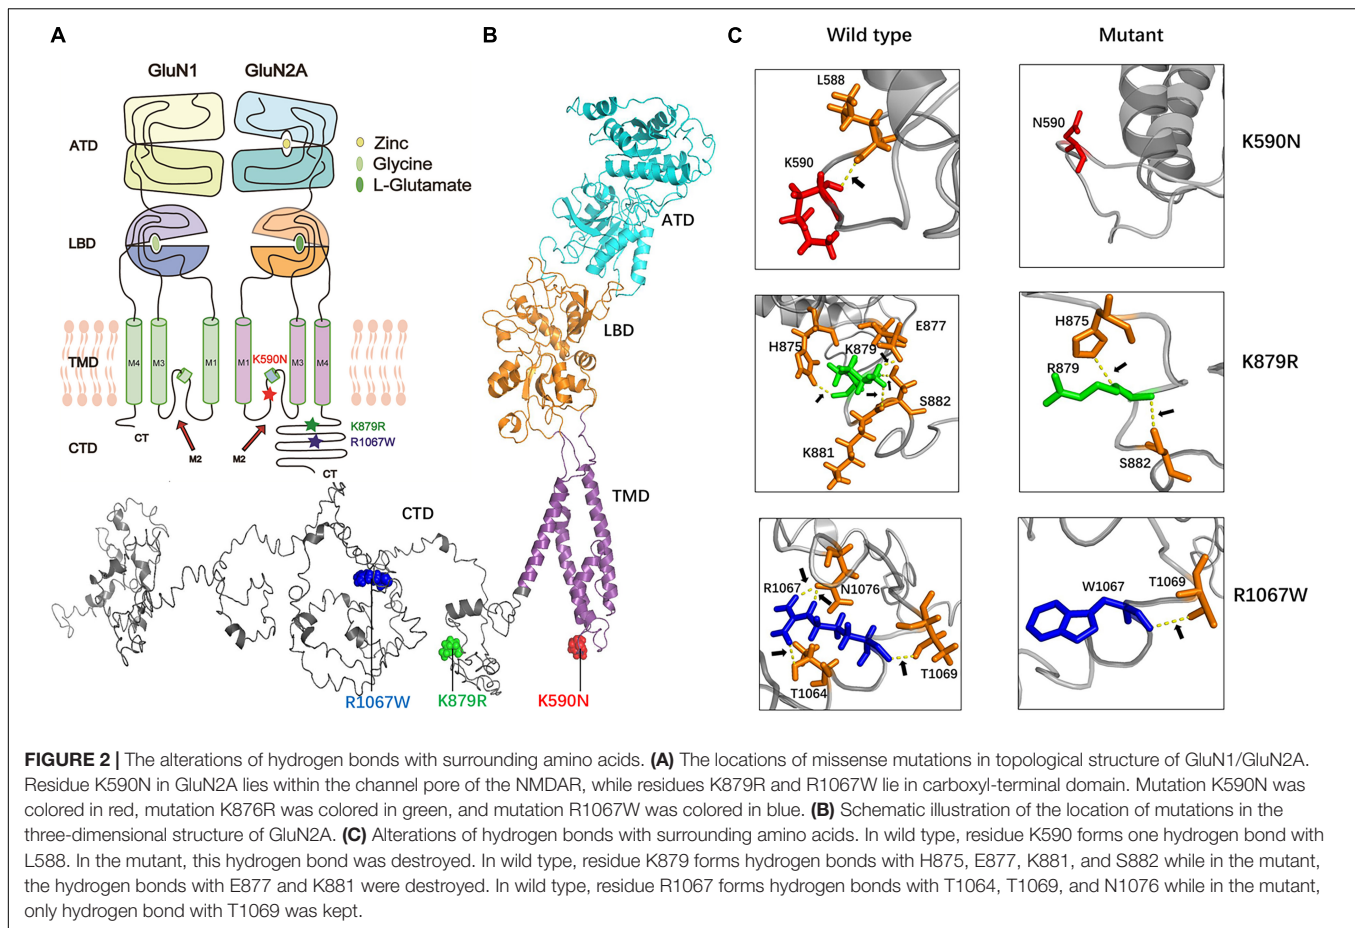 A
GluN1
GluN2A
ATD
Zinc
Glycine
L-Glutamate
LBD
TMD
M4
M3
M1
M1
K590N
M3
M4
CT
K879R
R1067W
CTD
M2
M2
CT
B
ATD
LBD
TMD
CTD
R1067W
K879R
K590N
C
Wild type
Mutant
L588
K590
N590
K590N
H875
K879
E877
S882
K881
H875
R879
S882
K879R
R1067
N1076
T1064
T1069
W1067
T1069
R1067W
FIGURE 2 | The alterations of hydrogen bonds with surrounding amino acids. (A) The locations of missense mutations in topological structure of GluN1/GluN2A.
Residue K590N in GluN2A lies within the channel pore of the NMDAR, while residues K879R and R1067W lie in carboxyl-terminal domain. Mutation K590N was
colored in red, mutation K876R was colored in green, and mutation R1067W was colored in blue. (B) Schematic illustration of the location of mutations in the
three-dimensional structure of GluN2A. (C) Alterations of hydrogen bonds with surrounding amino acids. In wild type, residue K590 forms one hydrogen bond with
L588. In the mutant, this hydrogen bond was destroyed. In wild type, residue K879 forms hydrogen bonds with H875, E877, K881, and S882 while in the mutant,
the hydrogen bonds with E877 and K881 were destroyed. In wild type, residue R1067 forms hydrogen bonds with T1064, T1069, and N1076 while in the mutant,
only hydrogen bond with T1069 was kept.